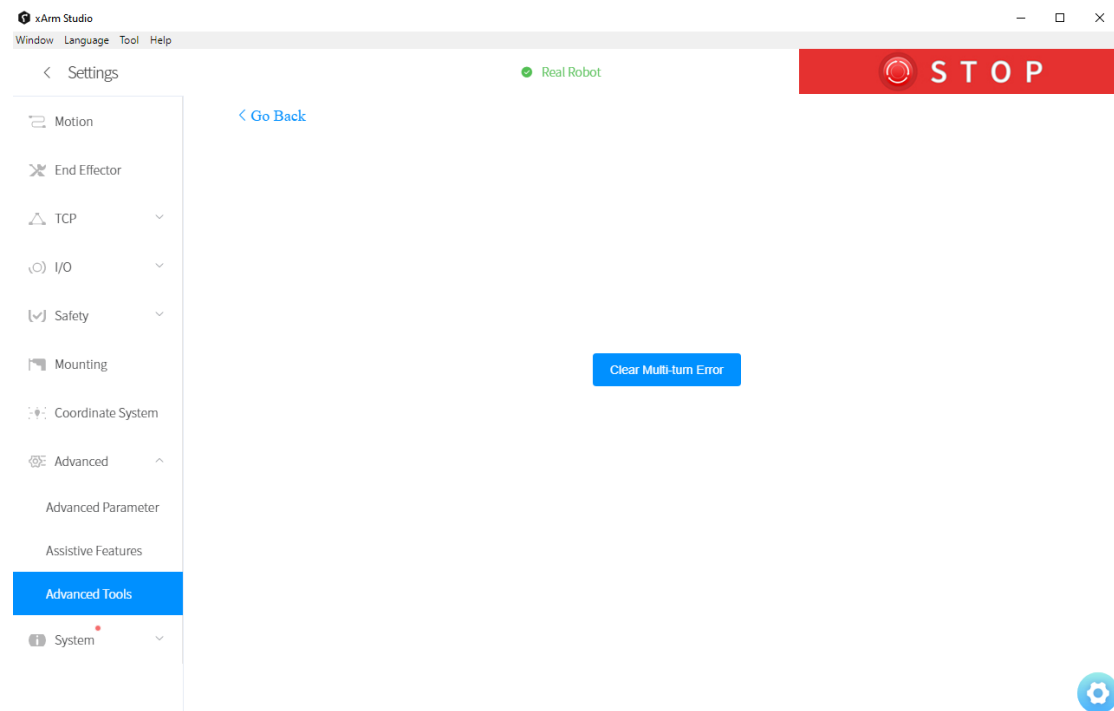 xArm Studio
Window Language Tool Help
Settings
Real Robot
STOP
Motion
Go Back
End Effector
TCP
I/O
Safety
Mounting
Clear Multi-turn Error
Coordinate System
Advanced
Advanced Parameter
Assistive Features
Advanced Tools
System